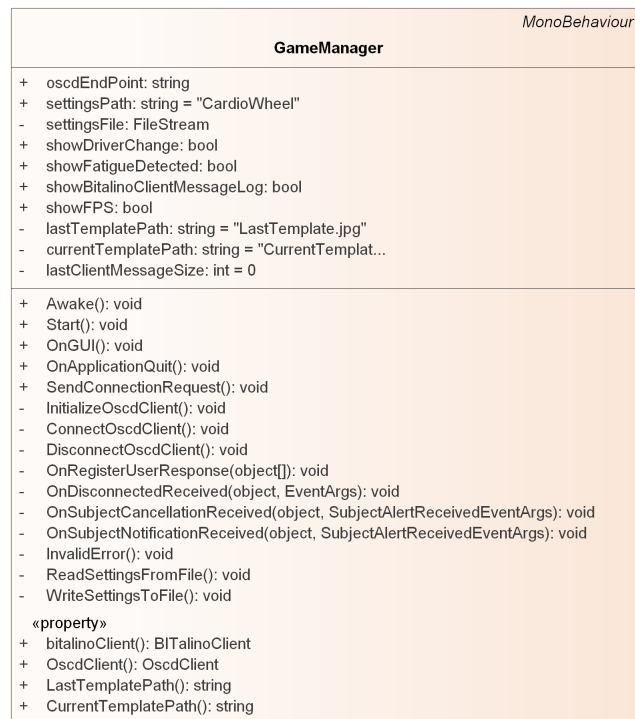 MonoBehaviour
GameManager
+ oscdEndPoint: string
+ settingsPath: string = "CardioWheel"
- settingsFile: FileStream
+ showDriverChange: bool
+ showFatigueDetected: bool
+ showBitalinoClientMessageLog: bool
+ showFPS: bool
- lastTemplatePath: string = "LastTemplate.jpg"
- currentTemplatePath: string = "CurrentTemplat...
- lastClientMessageSize: int = 0
+ Awake(): void
+ Start(): void
+ OnGUI(): void
+ OnApplicationQuit(): void
+ SendConnectionRequest(): void
- InitializeOscdClient(): void
- ConnectOscdClient(): void
- DisconnectOscdClient(): void
- OnRegisterUserResponse(object[]): void
- OnDisconnectedReceived(object, EventArgs): void
- OnSubjectCancellationReceived(object, SubjectAlertReceivedEventArgs): void
- OnSubjectNotificationReceived(object, SubjectAlertReceivedEventArgs): void
- InvalidError(): void
- ReadSettingsFromFile(): void
- WriteSettingsToFile(): void
«property»
+ bitalinoClient(): BITalinoClient
+ OscdClient(): OscdClient
+ LastTemplatePath(): string
+ CurrentTemplatePath(): string